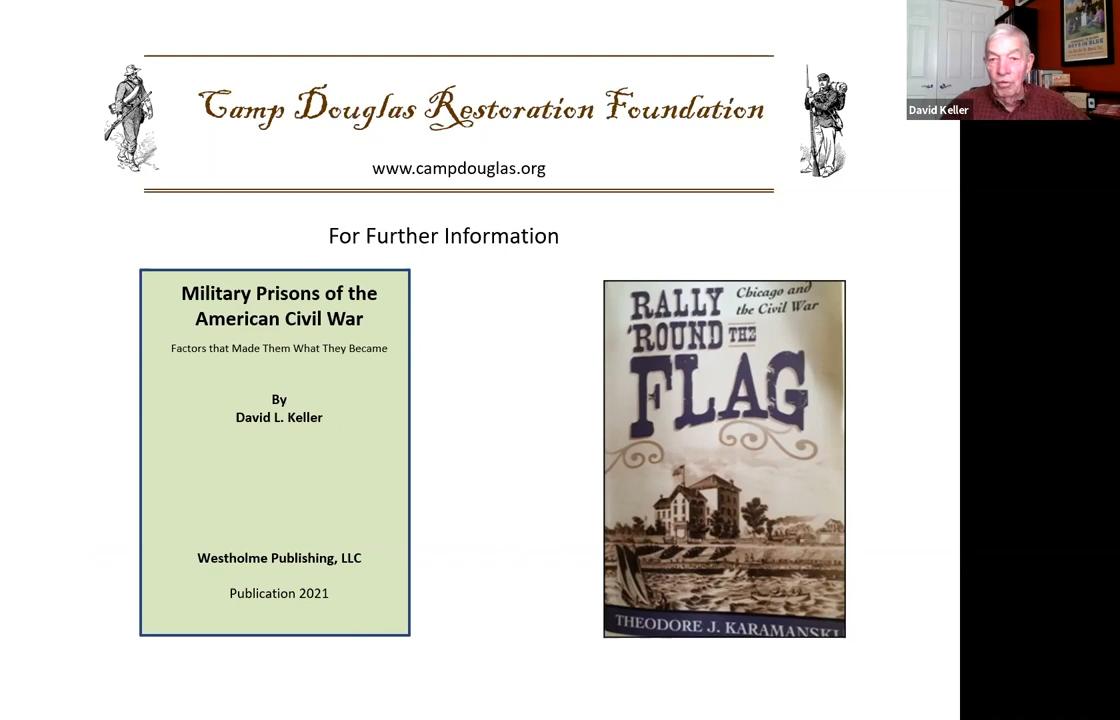 Camp Douglas Restoration Foundation
www.campdouglas.org
David Keller
For Further Information
Military Prisons of the
American Civil War
Factors that Made Them What They Became
By
David L. Keller
Westholme Publishing, LLC
Publication 2021
RALLY
'ROUND THE
FLAG
Chicago and
the Civil War
THEODORE J. KARAMANSKI